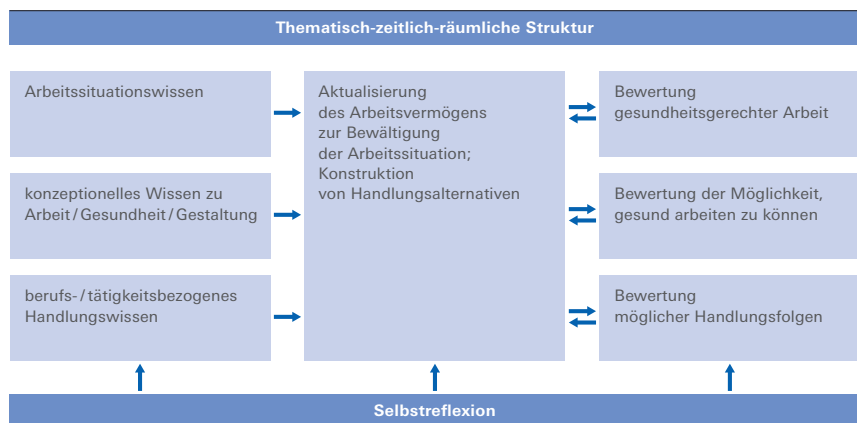 Thematisch-zeitlich-räumliche Struktur
Arbeitssituationswissen
konzeptionelles Wissen zu
Arbeit / Gesundheit / Gestaltung
berufs- / tätigkeitsbezogenes
Handlungswissen
Aktualisierung
des Arbeitsvermögens
zur Bewältigung
der Arbeitssituation;
Konstruktion
von Handlungsalternativen
Bewertung
gesundheitsgerechter Arbeit
Bewertung der Möglichkeit,
gesund arbeiten zu können
Bewertung
möglicher Handlungsfolgen
Selbstreflexion